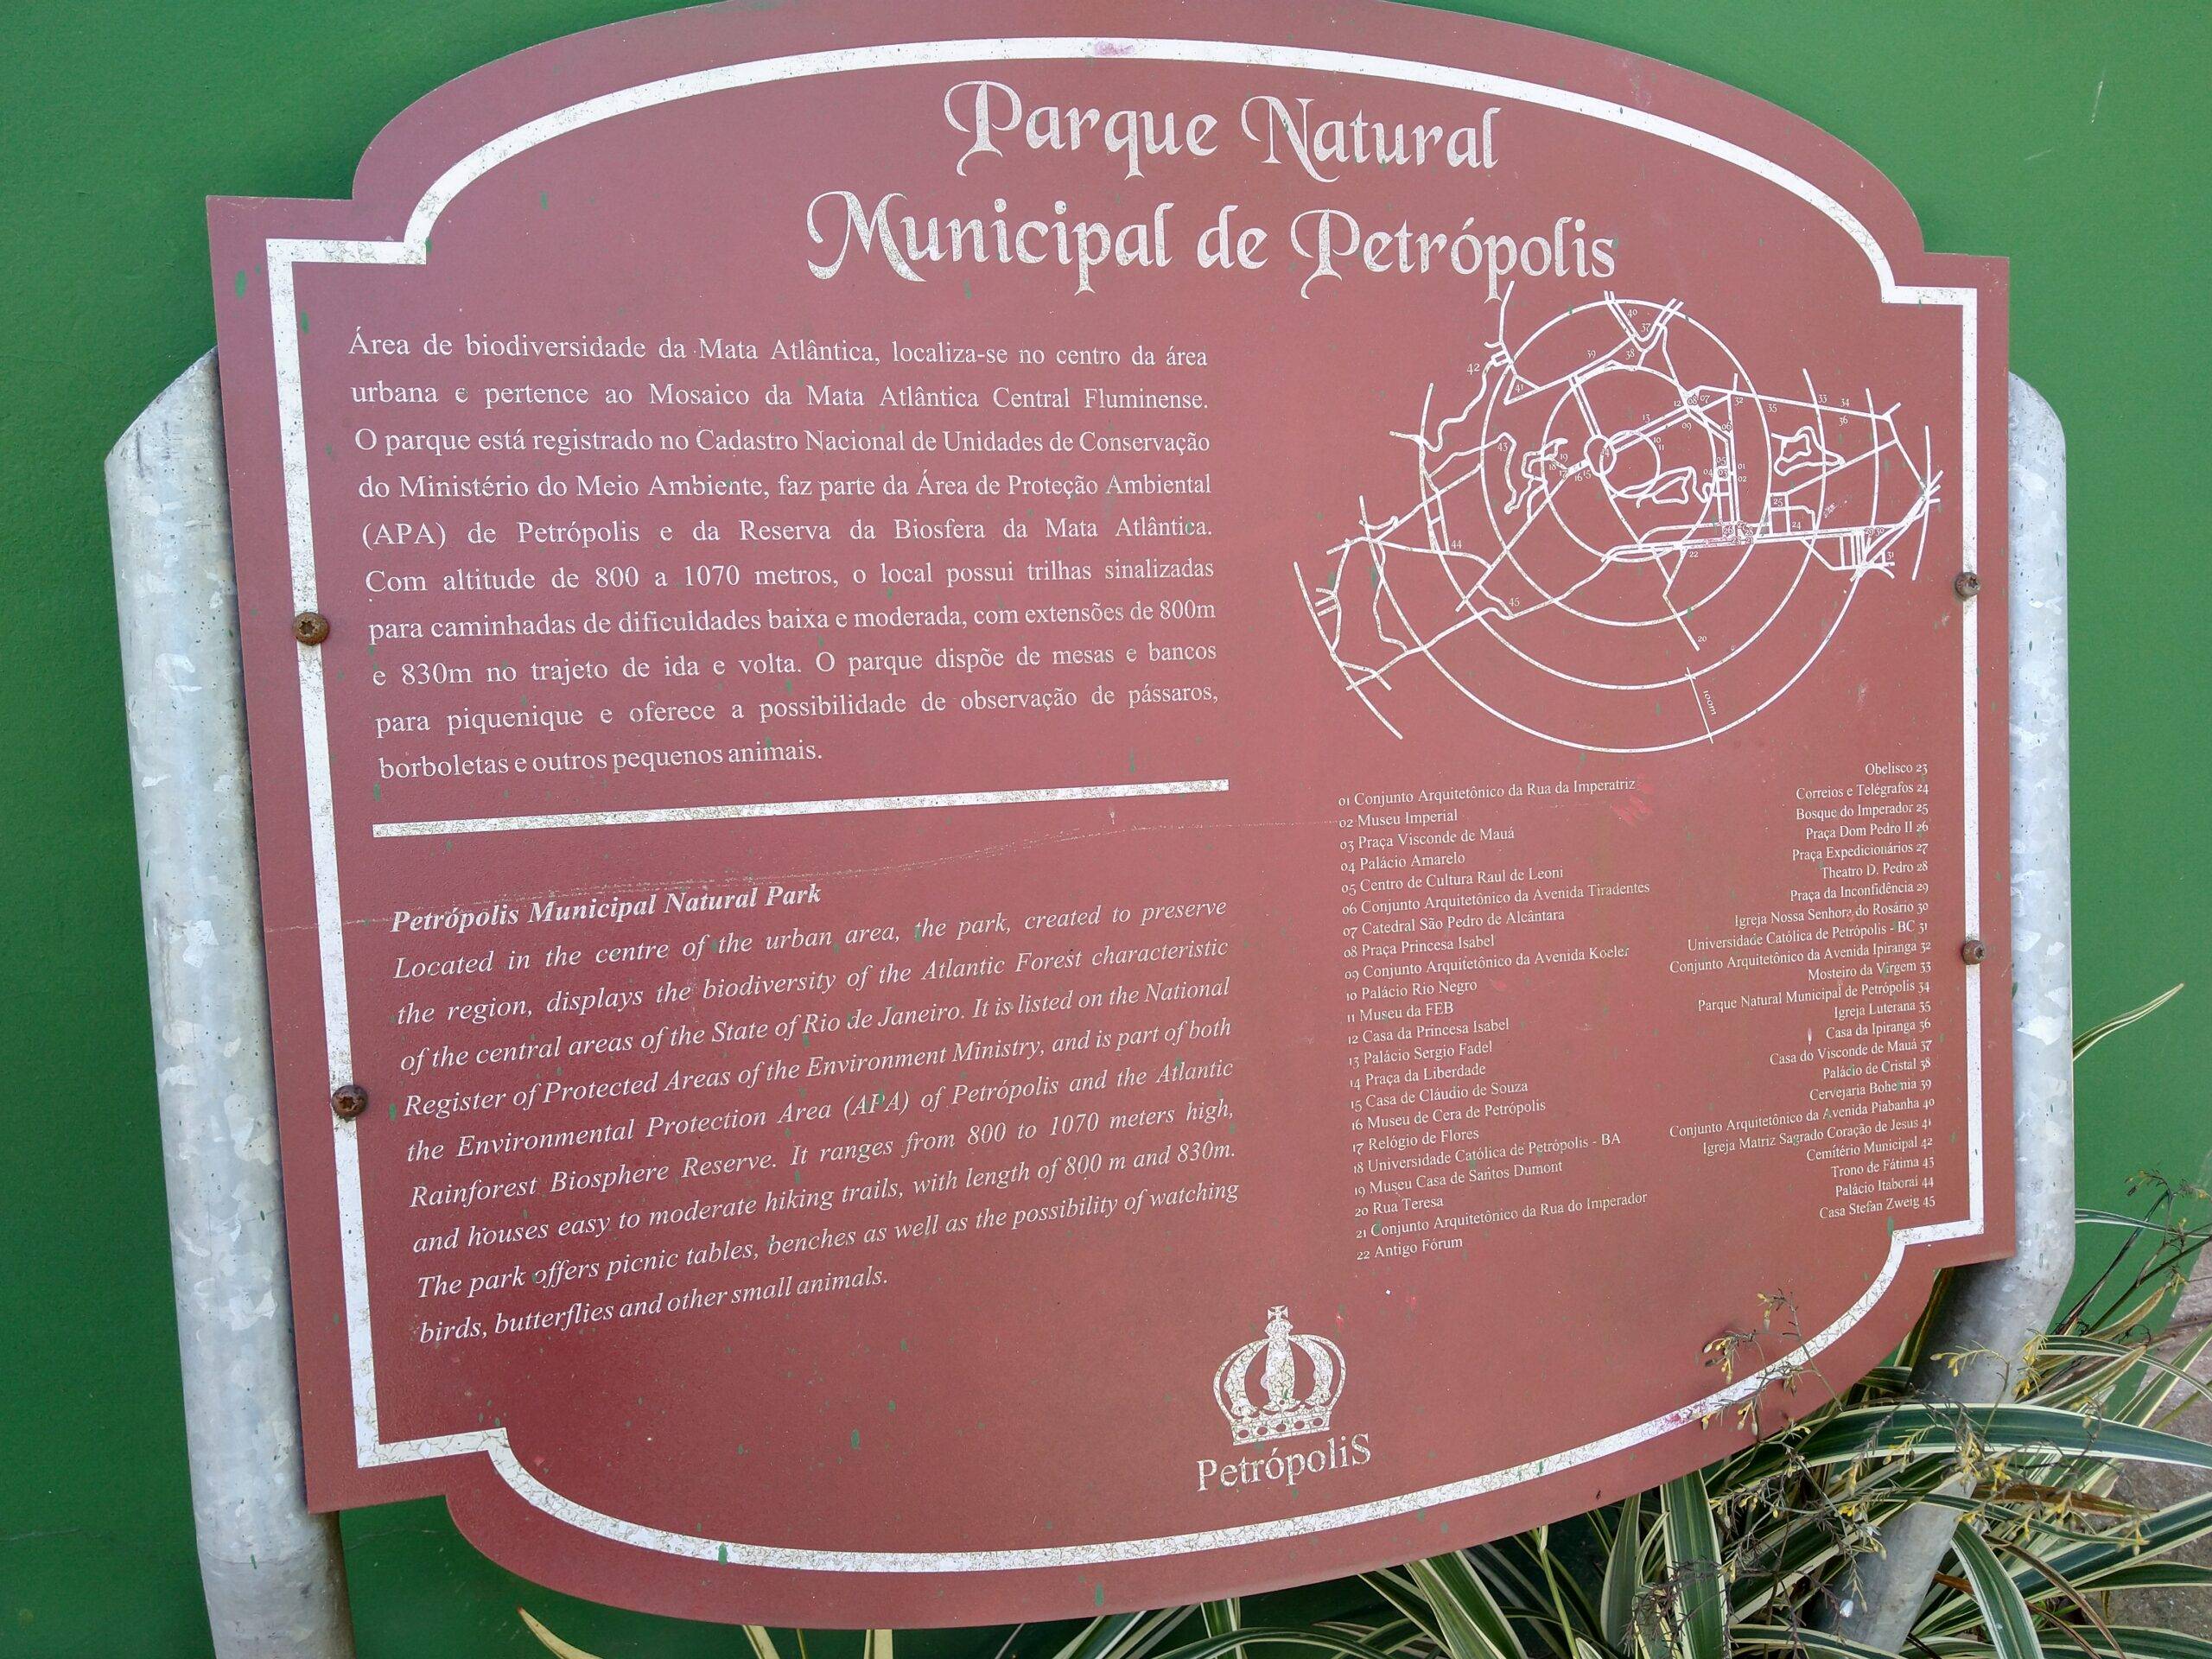 Parque Natural
Municipal de Petrópolis
Área de biodiversidade da Mata Atlântica, localiza-se no centro da área
urbana e pertence ao Mosaico da Mata Atlântica Central Fluminense.
O parque está registrado no Cadastro Nacional de Unidades de Conservação
do Ministério do Meio Ambiente, faz parte da Área de Proteção Ambiental
(APA) de Petrópolis e da Reserva da Biosfera da Mata Atlântica.
Com altitude de 800 a 1070 metros, o local possui trilhas sinalizadas
para caminhadas de dificuldades baixa e moderada, com extensões de 800m
e 830m no trajeto de ida e volta. O parque dispõe de mesas e bancos
para piquenique e oferece a possibilidade de observação de pássaros,
borboletas e outros pequenos animais.
Petrópolis Municipal Natural Park
Located in the centre of the urban area, the park, created to preserve
the region, displays the biodiversity of the Atlantic Forest characteristic
of the central areas of the State of Rio de Janeiro. It is listed on the National
Register of Protected Areas of the Environment Ministry, and is part of both
the Environmental Protection Area (APA) of Petrópolis and the Atlantic
Rainforest Biosphere Reserve. It ranges from 800 to 1070 meters high,
and houses easy to moderate hiking trails, with length of 800 m and 830m.
The park offers picnic tables, benches as well as the possibility of watching
birds, butterflies and other small animals.
100m
01 Conjunto Arquitetônico da Rua da Imperatriz
02 Museu Imperial
03 Praça Visconde de Mauá
04 Palácio Amarelo
05 Centro de Cultura Raul de Leoni
06 Conjunto Arquitetônico da Avenida Tiradentes
07 Catedral São Pedro de Alcântara
08 Praça Princesa Isabel
09 Conjunto Arquitetônico da Avenida Koeler
10 Palácio Rio Negro
11 Museu da FEB
12 Casa da Princesa Isabel
13 Palácio Sergio Fadel
14 Praça da Liberdade
15 Casa de Cláudio de Souza
16 Museu de Cera de Petrópolis
17 Relógio de Flores
18 Universidade Católica de Petrópolis - BA
19 Museu Casa de Santos Dumont
20 Rua Teresa
21 Conjunto Arquitetônico da Rua do Imperador
22 Antigo Fórum
Obelisco 23
Correios e Telégrafos 24
Bosque do Imperador 25
Praça Dom Pedro II 26
Praça Expedicionários 27
Theatro D. Pedro 28
Praça da Inconfidência 29
Igreja Nossa Senhora do Rosário 30
Universidade Católica de Petrópolis - BC 31
Conjunto Arquitetônico da Avenida Ipiranga 32
Mosteiro da Virgem 33
Parque Natural Municipal de Petrópolis 34
Igreja Luterana 35
Casa da Ipiranga 36
Casa do Visconde de Mauá 37
Palácio de Cristal 38
Cervejaria Bohemia 39
Conjunto Arquitetônico da Avenida Piabanha 40
Igreja Matriz Sagrado Coração de Jesus 41
Cemitério Municipal 42
Trono de Fátima 43
Palácio Itaboraí 44
Casa Stefan Zweig 45
PetrópoliS